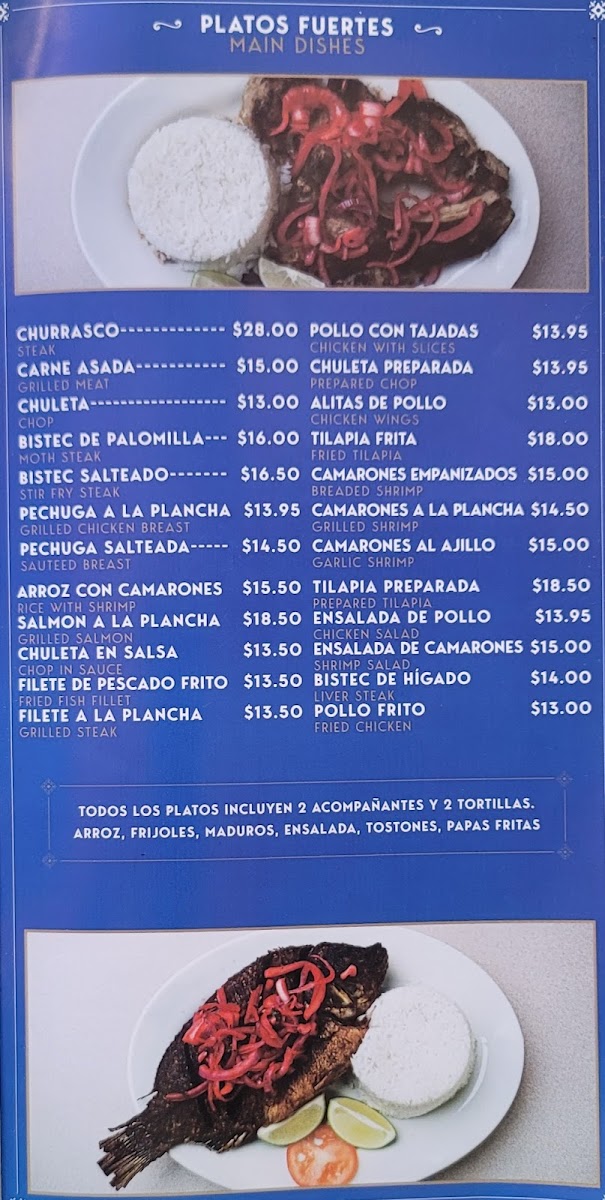 PLATOS FUERTES
MAIN DISHES
CHURRASCO------------- $28.00
STEAK
CARNE ASADA----------- $15.00
GRILLED MEAT
CHULETA----------------- $13.00
CHOP
BISTEC DE PALOMILLA--- $16.00
MOTH STEAK
BISTEC SALTEADO------- $16.50
STIR FRY STEAK
PECHUGA A LA PLANCHA $13.95
GRILLED CHICKEN BREAST
PECHUGA SALTEADA----- $14.50
SAUTEED BREAST
ARROZ CON CAMARONES $15.50
RICE WITH SHRIMP
SALMON A LA PLANCHA $18.50
GRILLED SALMON
CHULETA EN SALSA $13.50
CHOP IN SAUCE
FILETE DE PESCADO FRITO $13.50
FRIED FISH FILLET
FILETE A LA PLANCHA $13.50
GRILLED STEAK
POLLO CON TAJADAS $13.95
CHICKEN WITH SLICES
CHULETA PREPARADA $13.95
PREPARED CHOP
ALITAS DE POLLO $13.00
CHICKEN WINGS
TILAPIA FRITA $18.00
FRIED TILAPIA
CAMARONES EMPANIZADOS $15.00
BREADED SHRIMP
CAMARONES A LA PLANCHA $14.50
GRILLED SHRIMP
CAMARONES AL AJILLO $15.00
GARLIC SHRIMP
TILAPIA PREPARADA $18.50
PREPARED TILAPIA
ENSALADA DE POLLO $13.95
CHICKEN SALAD
ENSALADA DE CAMARONES $15.00
SHRIMP SALAD
BISTEC DE HÍGADO $14.00
LIVER STEAK
POLLO FRITO $13.00
FRIED CHICKEN
TODOS LOS PLATOS INCLUYEN 2 ACOMPAÑANTES Y 2 TORTILLAS.
ARROZ, FRIJOLES, MADUROS, ENSALADA, TOSTONES, PAPAS FRITAS